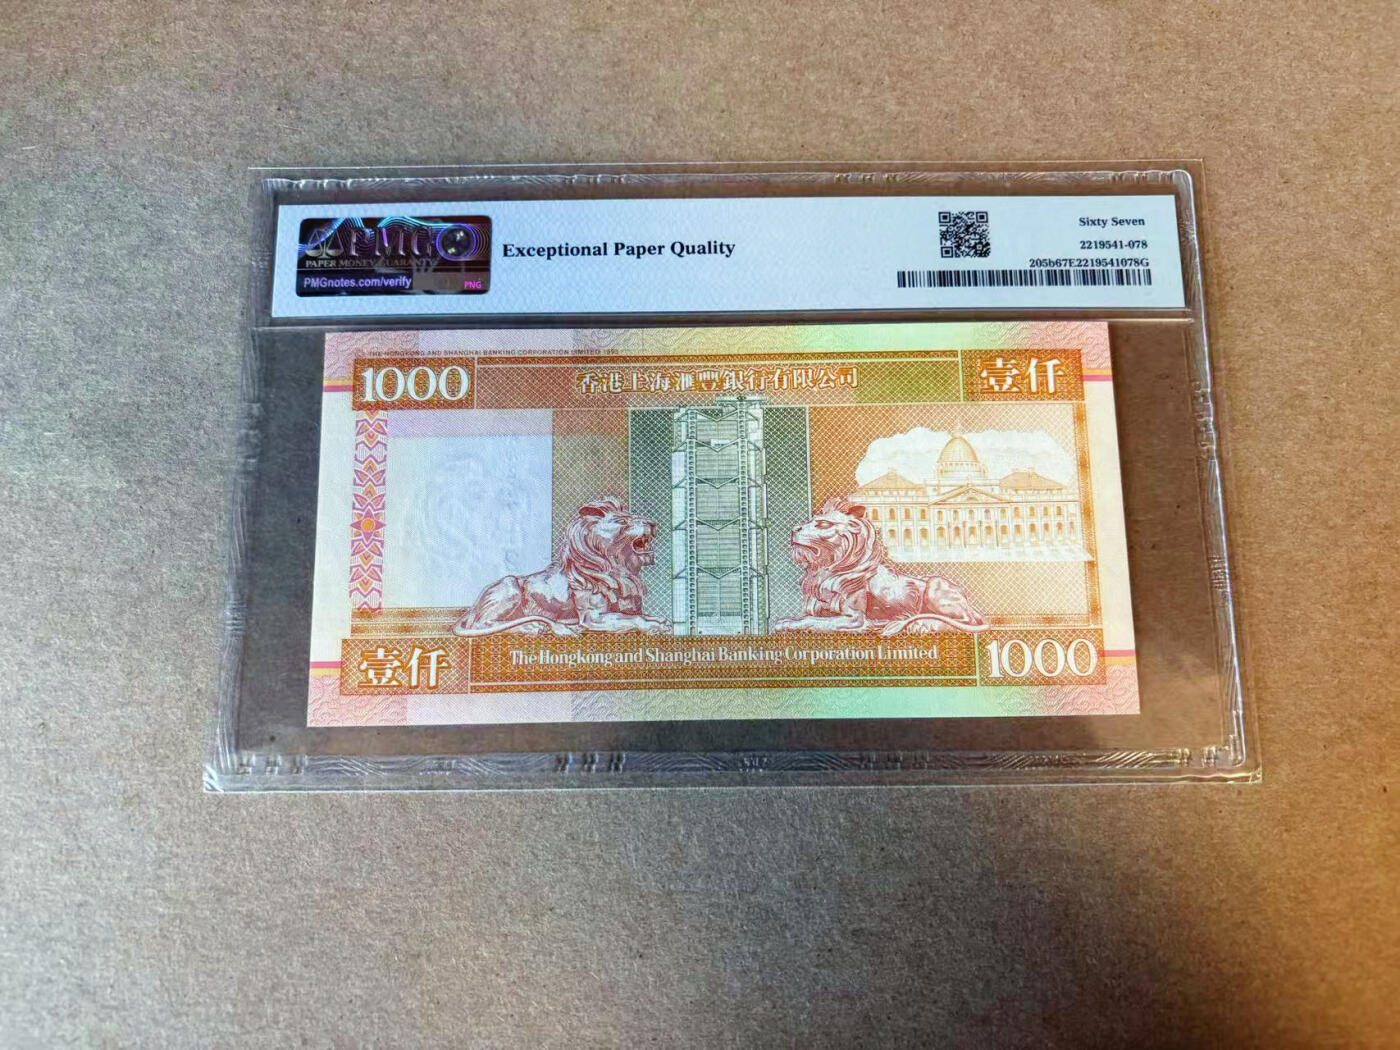 PMG
PAPER MONEY GUARANTY
PMGnotes.com/verify
PMG
Exceptional Paper Quality
Sixty Seven
2219541-078
205b67E2219541078G
THE HONGKONG AND SHANGHAI BANKING CORPORATION LIMITED
1000
香港上海滙豐銀行有限公司
壹仟
壹仟
The Hongkong and Shanghai Banking Corporation Limited
1000